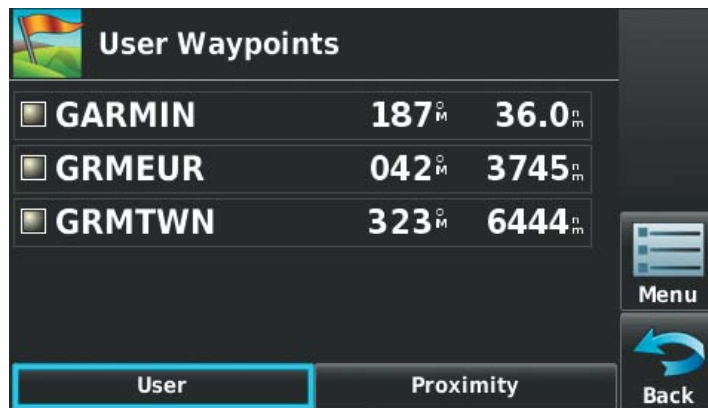 User Waypoints
GARMIN 187°M 36.0nm
GRMEUR 042°M 3745nm
GRMTWN 323°M 6444nm
Menu
User Proximity Back